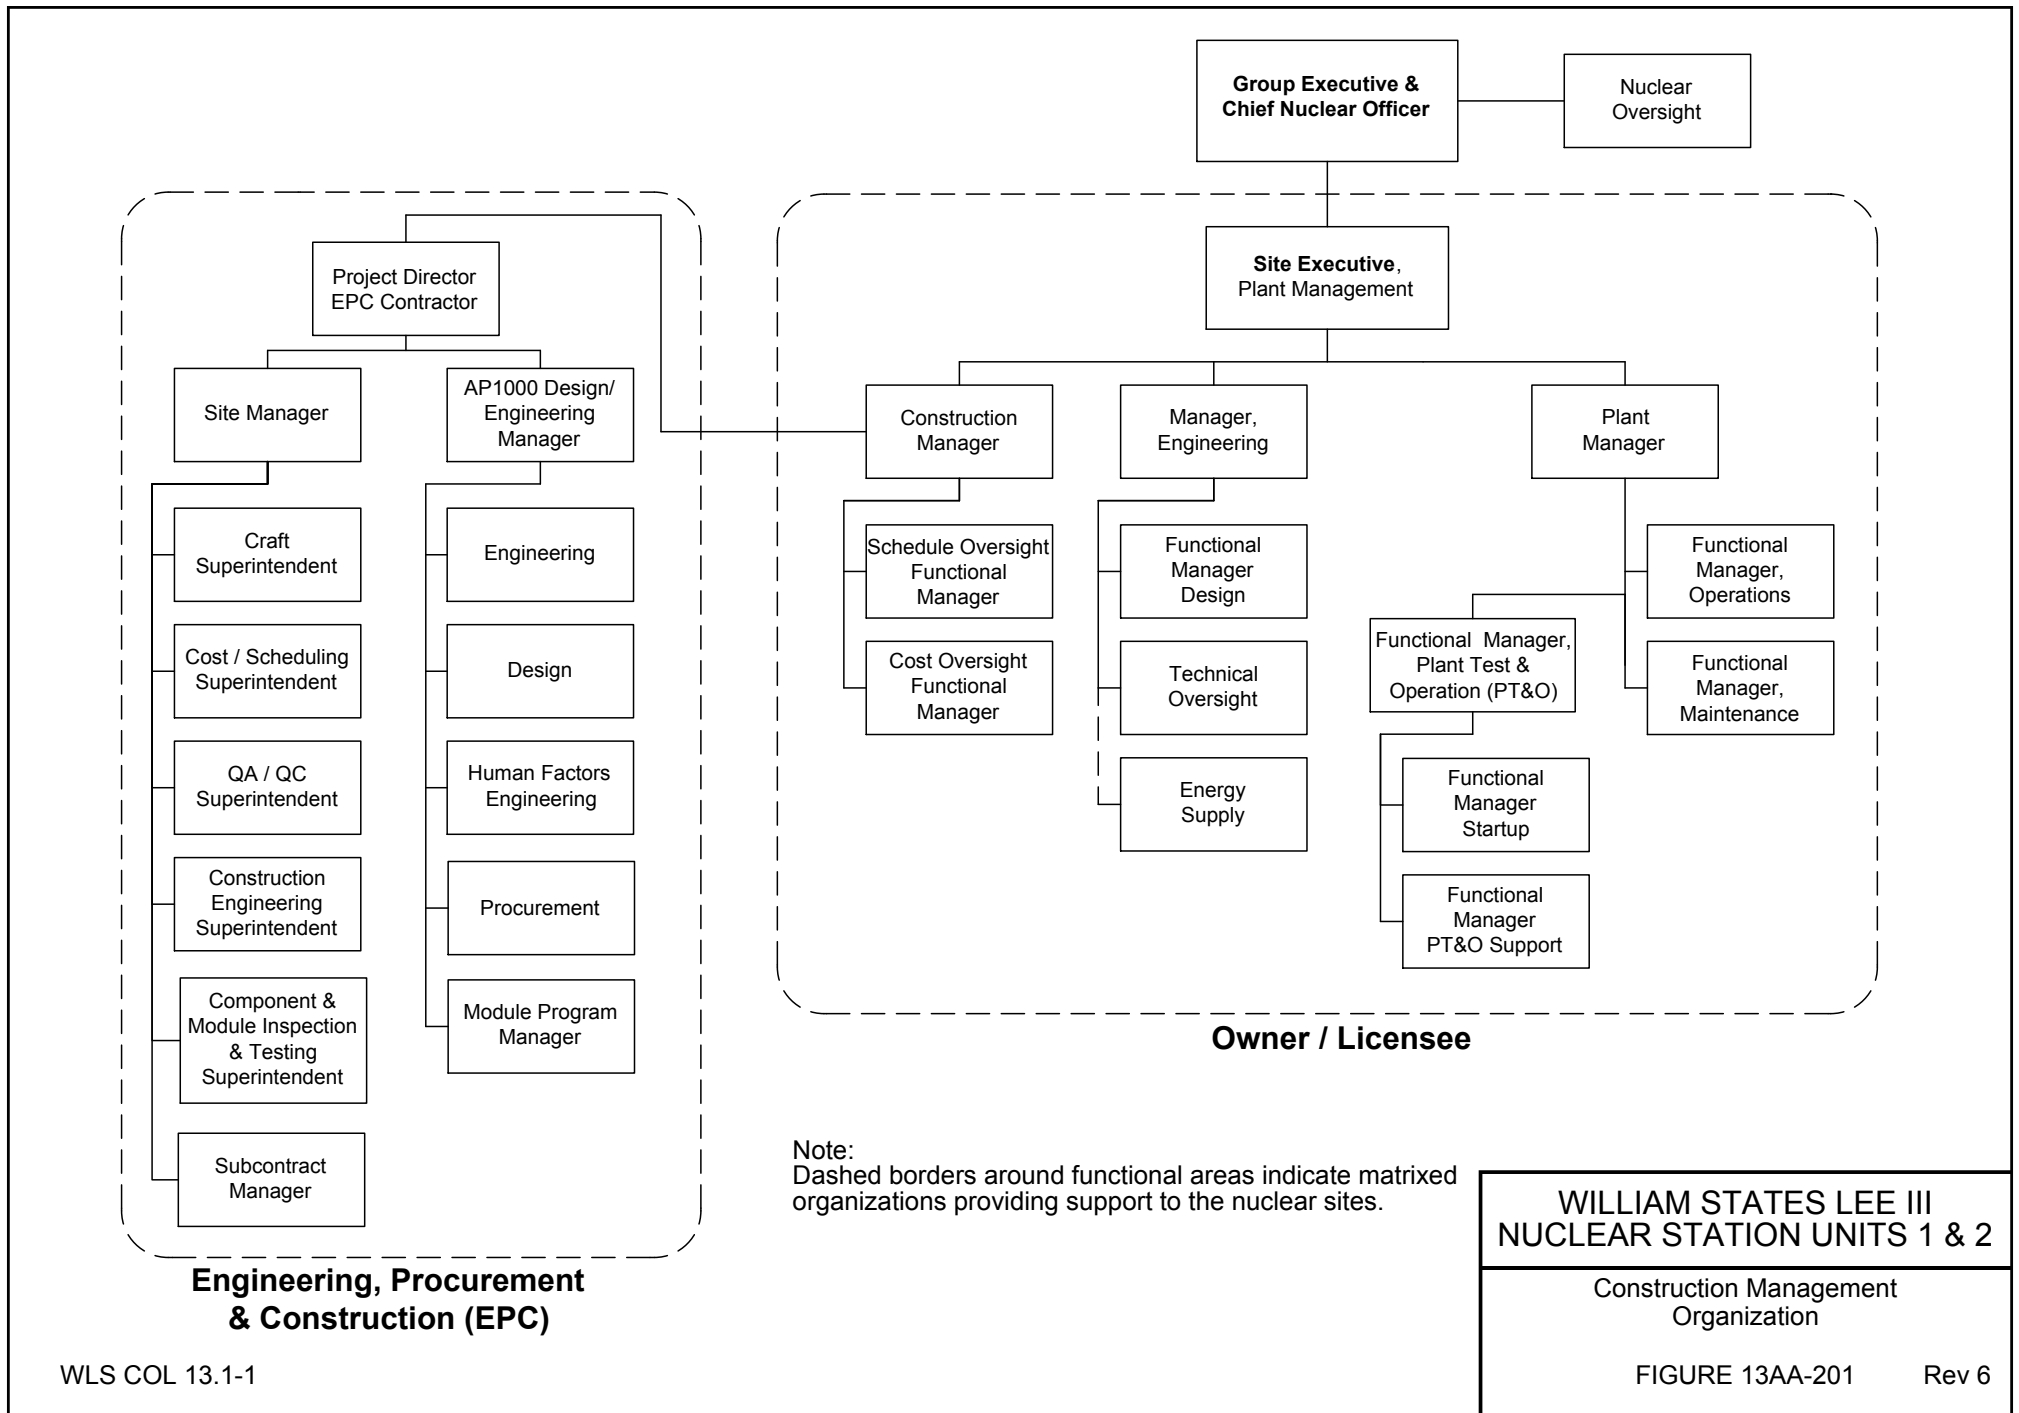 Group Executive &
Chief Nuclear Officer
Nuclear
Oversight
Project Director
EPC Contractor
Site Executive,
Plant Management
Site Manager
AP1000 Design/
Engineering
Manager
Construction
Manager
Manager,
Engineering
Plant
Manager
Craft
Superintendent
Cost / Scheduling
Superintendent
QA / QC
Superintendent
Construction
Engineering
Superintendent
Component &
Module Inspection
& Testing
Superintendent
Subcontract
Manager
Engineering
Design
Human Factors
Engineering
Procurement
Module Program
Manager
Schedule Oversight
Functional
Manager
Cost Oversight
Functional
Manager
Functional
Manager
Design
Technical
Oversight
Energy
Supply
Functional
Manager,
Operations
Functional Manager,
Plant Test &
Operation (PT&O)
Functional
Manager,
Maintenance
Functional
Manager
Startup
Functional
Manager
PT&O Support
Owner / Licensee
Engineering, Procurement
& Construction (EPC)
Note:
Dashed borders around functional areas indicate matrixed
organizations providing support to the nuclear sites.
WILLIAM STATES LEE III
NUCLEAR STATION UNITS 1 & 2
Construction Management
Organization
WLS COL 13.1-1
FIGURE 13AA-201 Rev 6